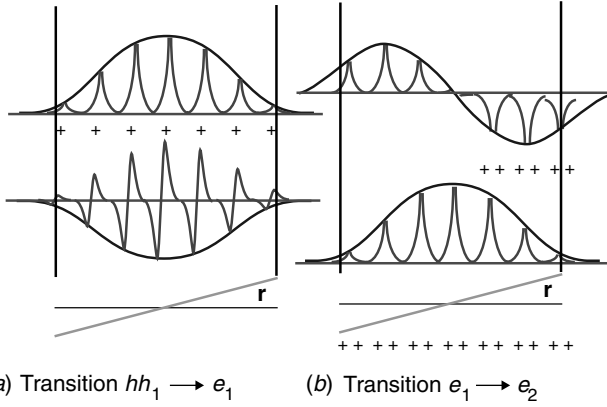 + + + + + + +
+ + + + + +
r
r
+ + + + + + + + + + + + + +
a) Transition hh1 → e1
(b) Transition e1 → e2